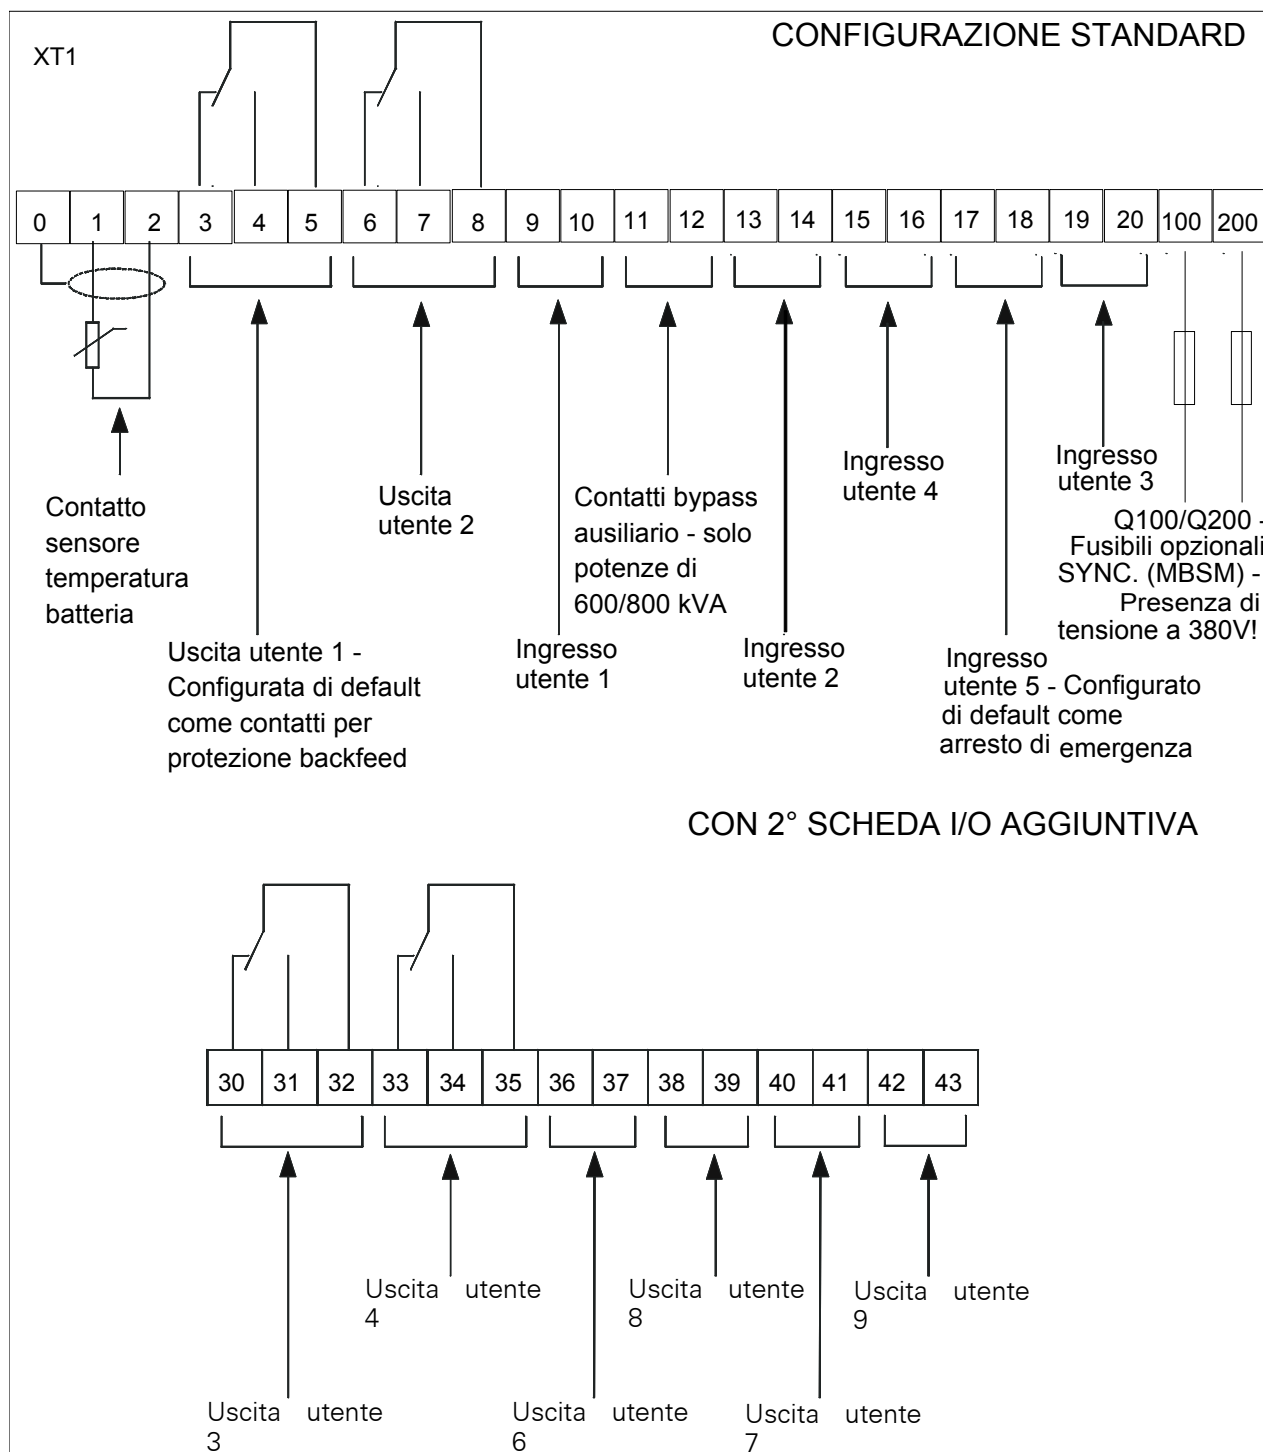 CONFIGURAZIONE STANDARD
XT1
0 1 2 3 4 5 6 7 8 9 10 11 12 13 14 15 16 17 18 19 20 100 200
Contatto
sensore
temperatura
batteria
Uscita utente 1 -
Configurata di default
come contatti per
protezione backfeed
Uscita
utente 2
Ingresso
utente 1
Contatti bypass
ausiliario - solo
potenze di
600/800 kVA
Ingresso
utente 2
Ingresso
utente 4
Ingresso
utente 5 - Configurato
di default come
arresto di emergenza
Ingresso
utente 3
Q100/Q200 -
Fusibili opzionali
SYNC. (MBSM) -
Presenza di
tensione a 380V!
CON 2° SCHEDA I/O AGGIUNTIVA
30 31 32 33 34 35 36 37 38 39 40 41 42 43
Uscita utente
3
Uscita utente
4
Uscita utente
6
Uscita utente
8
Uscita utente
7
Uscita utente
9